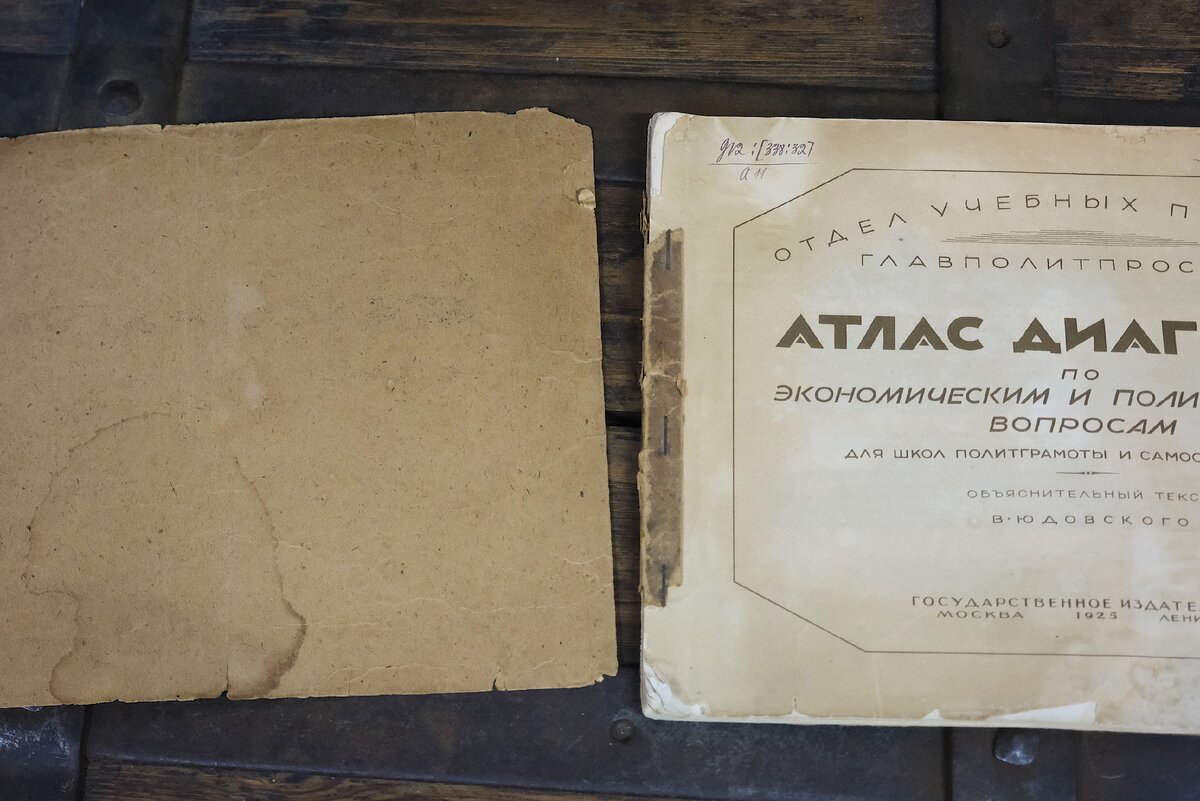 912:[338:32]
а 11
ОТДЕЛ УЧЕБНЫХ П
ГЛАВПОЛИТПРОС
АТЛАС ДИАГ
ПО
ЭКОНОМИЧЕСКИМ И ПОЛИ
ВОПРОСАМ
ДЛЯ ШКОЛ ПОЛИТГРАМОТЫ И САМОС
ОБЪЯСНИТЕЛЬНЫЙ ТЕКС
В·ЮДОВСКОГО
ГОСУДАРСТВЕННОЕ ИЗДАТЕ
МОСКВА 1925 ЛЕНИ